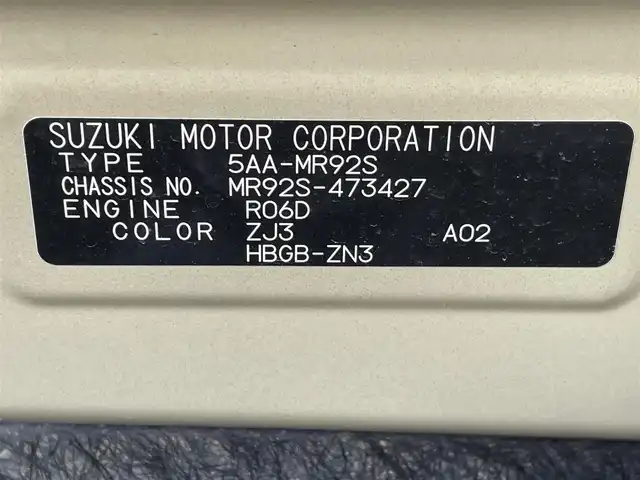 SUZUKI MOTOR CORPORATION
TYPE 5AA-MR92S
CHASSIS NO. MR92S-473427
ENGINE R06D
COLOR ZJ3 A02
HBGB-ZN3